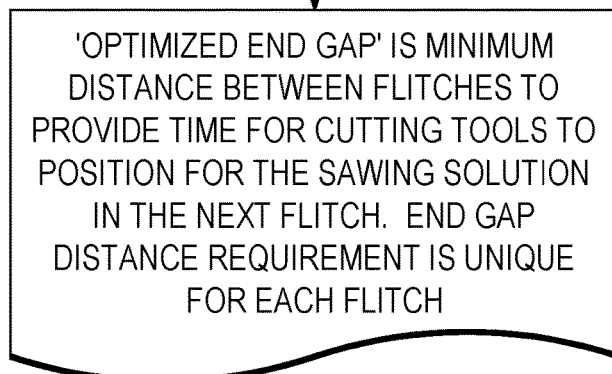 'OPTIMIZED END GAP' IS MINIMUM
DISTANCE BETWEEN FLITCHES TO
PROVIDE TIME FOR CUTTING TOOLS TO
POSITION FOR THE SAWING SOLUTION
IN THE NEXT FLITCH. END GAP
DISTANCE REQUIREMENT IS UNIQUE
FOR EACH FLITCH